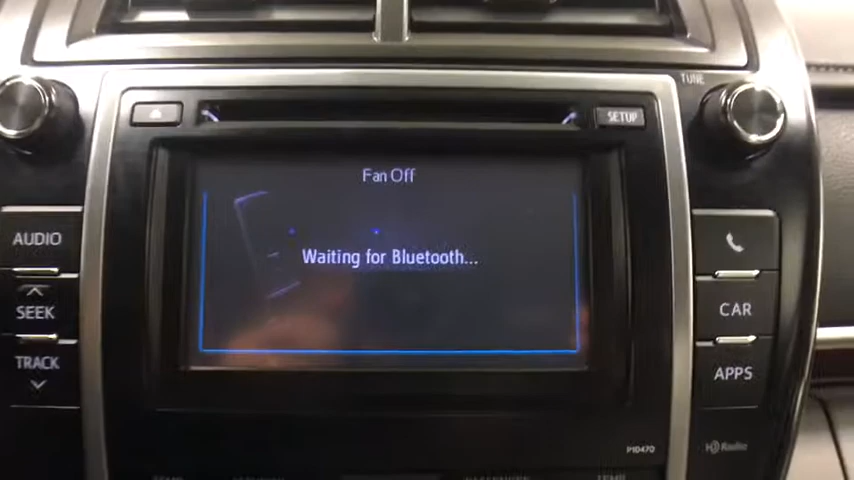 TUNE
SETUP
Fan Off
Waiting for Bluetooth...
AUDIO
SEEK
TRACK
CAR
APPS
P10470
HD Radio